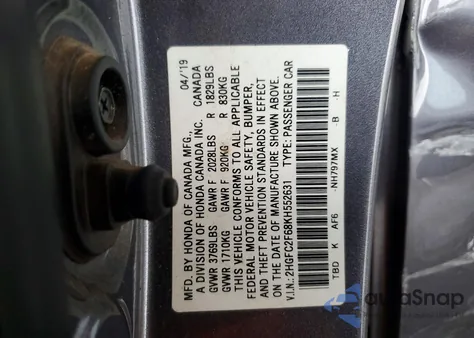 MFD. BY HONDA OF CANADA MFG., 04/'19
A DIVISION OF HONDA CANADA INC. CANADA
GVWR 3769LBS GAWR F 2028LBS R 1829LBS
GVWR 1710KG GAWR F 920KG R 830KG
THIS VEHICLE CONFORMS TO ALL APPLICABLE
FEDERAL MOTOR VEHICLE SAFETY, BUMPER,
AND THEFT PREVENTION STANDARDS IN EFFECT
ON THE DATE OF MANUFACTURE SHOWN ABOVE.
V.I.N.: 2HGFC2F68KH552631 TYPE: PASSENGER CAR
TBD K AF6 -NH797MX B -H
autoSnap